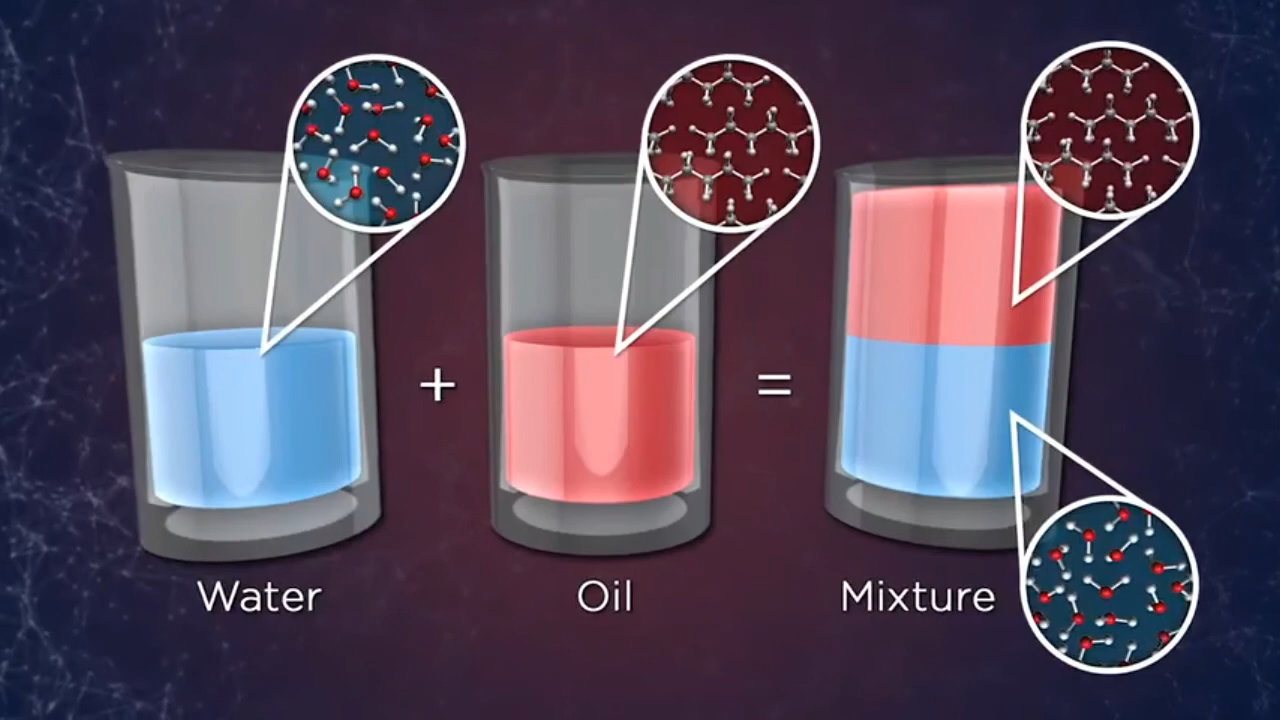 + =
Water Oil Mixture